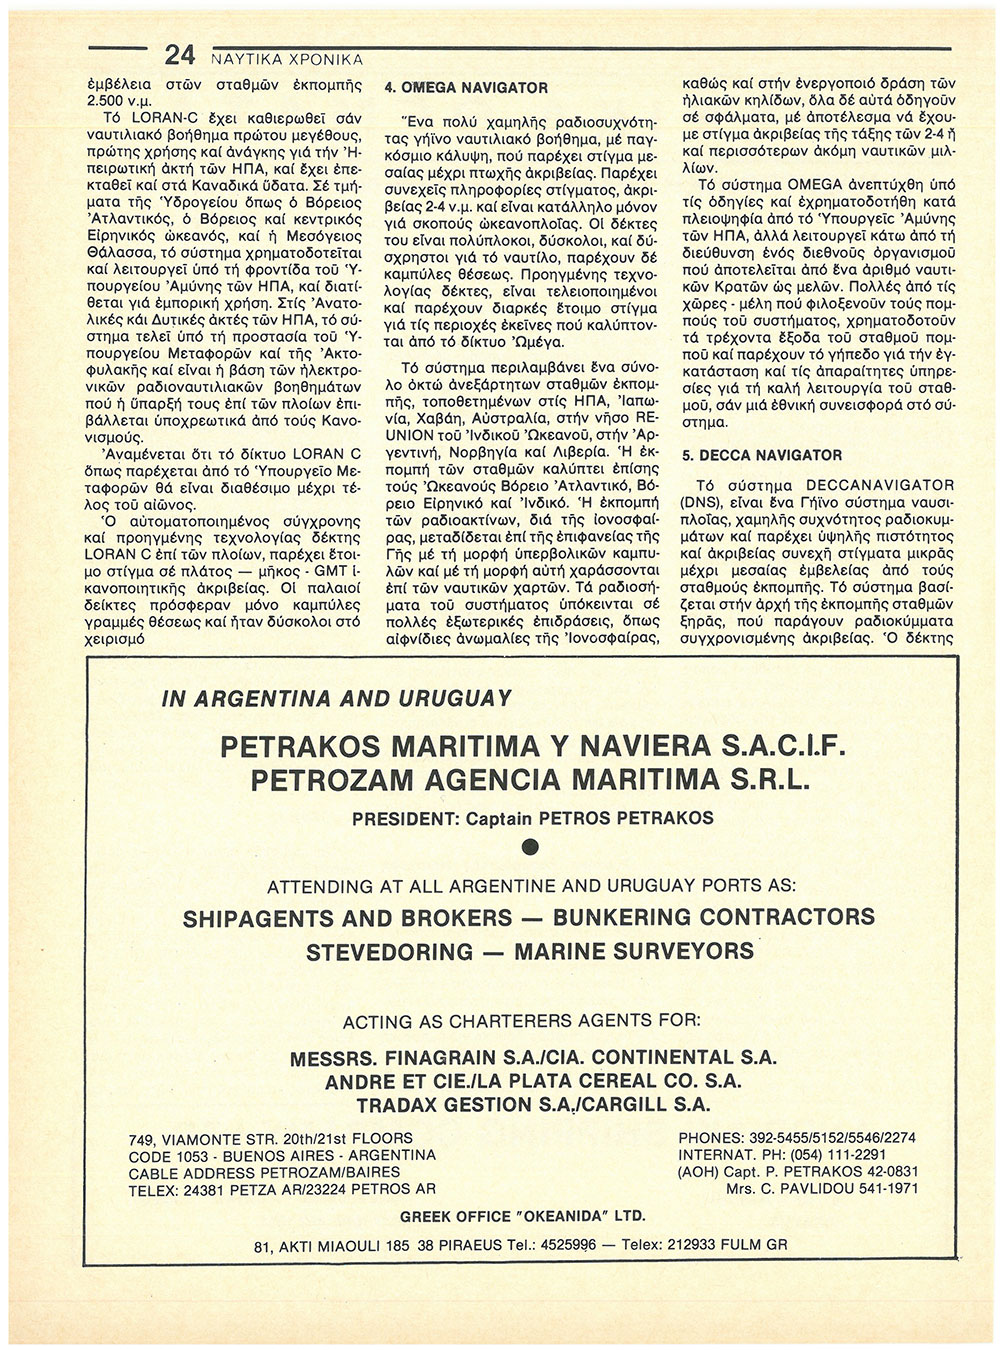 24 ΝΑΥΤΙΚΑ ΧΡΟΝΙΚΑ
ἐμβέλεια στῶν σταθμῶν ἐκπομπῆς
2.500 ν.μ.
Τό LORAN-C ἔχει καθιερωθεῖ σάν
ναυτιλιακό βοήθημα πρώτου μεγέθους,
πρώτης χρήσης καί ἀνάγκης γιά τήν Ἠ-
πειρωτική ἀκτή τῶν ΗΠΑ, καί ἔχει ἐπε-
κταθεῖ καί στά Καναδικά ὕδατα. Σέ τμή-
ματα τῆς Ὑδρογείου ὅπως ὁ Βόρειος
Ἀτλαντικός, ὁ Βόρειος καί κεντρικός
Εἰρηνικός ὠκεανός, καί ἡ Μεσόγειος
Θάλασσα, τό σύστημα χρηματοδοτεῖται
καί λειτουργεῖ ὑπό τή φροντίδα τοῦ Ὑ-
πουργείου Ἀμύνης τῶν ΗΠΑ, καί διατί-
θεται γιά ἐμπορική χρήση. Στίς Ἀνατο-
λικές κάι Δυτικές ἀκτές τῶν ΗΠΑ, τό σύ-
στημα τελεῖ ὑπό τή προστασία τοῦ Ὑ-
πουργείου Μεταφορῶν καί τῆς Ἀκτο-
φυλακῆς καί εἶναι ἡ βάση τῶν ἠλεκτρο-
νικῶν ραδιοναυτιλιακῶν βοηθημάτων
πού ἡ ὕπαρξή τους ἐπί τῶν πλοίων ἐπι-
βάλλεται ὑποχρεωτικά ἀπό τούς Κανο-
νισμούς.
Ἀναμένεται ὅτι τό δίκτυο LORAN C
ὅπως παρέχεται ἀπό τό Ὑπουργεῖο Με-
ταφορῶν θά εἶναι διαθέσιμο μέχρι τέ-
λος τοῦ αἰῶνος.
Ὁ αὐτοματοποιημένος σύγχρονης
καί προηγμένης τεχνολογίας δέκτης
LORAN C ἐπί τῶν πλοίων, παρέχει ἕτοι-
μο στίγμα σέ πλάτος — μῆκος - GMT ἱ-
κανοποιητικῆς ἀκριβείας. Οἱ παλαιοί
δείκτες πρόσφεραν μόνο καμπύλες
γραμμές θέσεως καί ἦταν δύσκολοι στό
χειρισμό
4. OMEGA NAVIGATOR
Ἕνα πολύ χαμηλῆς ραδιοσυχνότη-
τας γήϊνο ναυτιλιακό βοήθημα, μέ παγ-
κόσμιο κάλυψη, πού παρέχει στίγμα με-
σαίας μέχρι πτωχῆς ἀκριβείας. Παρέχει
συνεχεῖς πληροφορίες στίγματος, ἀκρι-
βείας 2-4 ν.μ. καί εἶναι κατάλληλο μόνον
γιά σκοπούς ὠκεανοπλοΐας. Οἱ δέκτες
του εἶναι πολύπλοκοι, δύσκολοι, καί δύ-
σχρηστοι γιά τό ναυτίλο, παρέχουν δέ
καμπύλες θέσεως. Προηγμένης τεχνο-
λογίας δέκτες, εἶναι τελειοποιημένοι
καί παρέχουν διαρκές ἕτοιμο στίγμα
γιά τίς περιοχές ἐκεῖνες πού καλύπτον-
ται ἀπό τό δίκτυο Ὠμέγα.
Τό σύστημα περιλαμβάνει ἕνα σύνο-
λο ὀκτώ ἀνεξάρτητων σταθμῶν ἐκπομ-
πῆς, τοποθετημένων στίς ΗΠΑ, Ἰαπω-
νία, Χαβάη, Αὐστραλία, στήν νῆσο RE-
UNION τοῦ Ἰνδικοῦ Ὠκεανοῦ, στήν Ἀρ-
γεντινή, Νορβηγία καί Λιβερία. Ἡ ἐκ-
πομπή τῶν σταθμῶν καλύπτει ἐπίσης
τούς Ὠκεανούς Βόρειο Ἀτλαντικό, Βό-
ρειο Εἰρηνικό καί Ἰνδικό. Ἡ ἐκπομπή
τῶν ραδιοακτίνων, διά τῆς ἰονοσφαί-
ρας, μεταδίδεται ἐπί τῆς ἐπιφανείας τῆς
Γῆς μέ τή μορφή ὑπερβολικῶν καμπυ-
λῶν καί μέ τή μορφή αὐτή χαράσσονται
ἐπί τῶν ναυτικῶν χαρτῶν. Τά ραδιοσή-
ματα τοῦ συστήματος ὑπόκεινται σέ
πολλές ἐξωτερικές ἐπιδράσεις, ὅπως
αἰφνίδιες ἀνωμαλίες τῆς Ἰονοσφαίρας,
καθώς καί στήν ἐνεργοποιό δράση τῶν
ἡλιακῶν κηλίδων, ὅλα δέ αὐτά ὁδηγοῦν
σέ σφάλματα, μέ ἀποτέλεσμα νά ἔχου-
με στίγμα ἀκριβείας τῆς τάξης τῶν 2-4 ἤ
καί περισσότερων ἀκόμη ναυτικῶν μιλ-
λίων.
Τό σύστημα OMEGA ἀνεπτύχθη ὑπό
τίς ὁδηγίες καί ἐχρηματοδοτήθη κατά
πλειοψηφία ἀπό τό Ὑπουργεῖς Ἀμύνης
τῶν ΗΠΑ, ἀλλά λειτουργεῖ κάτω ἀπό τή
διεύθυνση ἑνός διεθνοῦς ὀργανισμοῦ
πού ἀποτελεῖται ἀπό ἕνα ἀριθμό ναυτι-
κῶν Κρατῶν ὡς μελῶν. Πολλές ἀπό τίς
χῶρες - μέλη πού φιλοξενοῦν τούς πομ-
πούς τοῦ συστήματος, χρηματοδοτοῦν
τά τρέχοντα ἔξοδα τοῦ σταθμοῦ πομ-
ποῦ καί παρέχουν τό γήπεδο γιά τήν ἐγ-
κατάσταση καί τίς ἀπαραίτητες ὑπηρε-
σίες γιά τή καλή λειτουργία τοῦ σταθ-
μοῦ, σάν μιά ἐθνική συνεισφορά στό σύ-
στημα.
5. DECCA NAVIGATOR
Τό σύστημα DECCANAVIGATOR
(DNS), εἶναι ἕνα Γήϊνο σύστημα ναυσι-
πλοΐας, χαμηλῆς συχνότητος ραδιοκυμ-
μάτων καί παρέχει ὑψηλῆς πιστότητος
καί ἀκριβείας συνεχῆ στίγματα μικρᾶς
μέχρι μεσαίας ἐμβελείας ἀπό τούς
σταθμούς ἐκπομπῆς. Τό σύστημα βασί-
ζεται στήν ἀρχή τῆς ἐκπομπῆς σταθμῶν
ξηρᾶς, πού παράγουν ραδιοκύμματα
συγχρονισμένης ἀκριβείας. Ὁ δέκτης
IN ARGENTINA AND URUGUAY
PETRAKOS MARITIMA Y NAVIERA S.A.C.I.F.
PETROZAM AGENCIA MARITIMA S.R.L.
PRESIDENT: Captain PETROS PETRAKOS
ATTENDING AT ALL ARGENTINE AND URUGUAY PORTS AS:
SHIPAGENTS AND BROKERS — BUNKERING CONTRACTORS
STEVEDORING — MARINE SURVEYORS
ACTING AS CHARTERERS AGENTS FOR:
MESSRS. FINAGRAIN S.A./CIA. CONTINENTAL S.A.
ANDRE ET CIE./LA PLATA CEREAL CO. S.A.
TRADAX GESTION S.A./CARGILL S.A.
749, VIAMONTE STR. 20th/21st FLOORS
CODE 1053 - BUENOS AIRES - ARGENTINA
CABLE ADDRESS PETROZAM/BAIRES
TELEX: 24381 PETZA AR/23224 PETROS AR
PHONES: 392-5455/5152/5546/2274
INTERNAT. PH: (054) 111-2291
(AOH) Capt. P. PETRAKOS 42-0831
Mrs. C. PAVLIDOU 541-1971
GREEK OFFICE "OKEANIDA" LTD.
81, AKTI MIAOULI 185 38 PIRAEUS Tel.: 4525996 — Telex: 212933 FULM GR